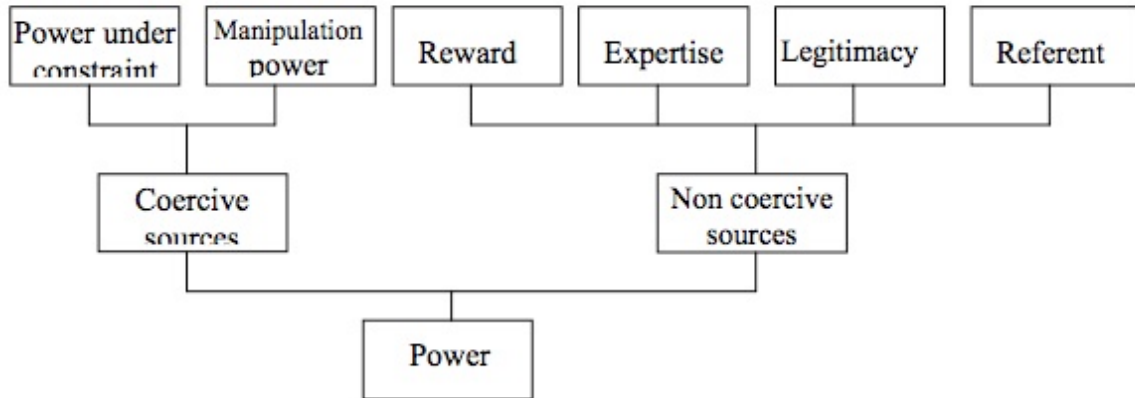 Power under
constraint
Manipulation
power
Reward
Expertise
Legitimacy
Referent
Coercive
sources
Non coercive
sources
Power